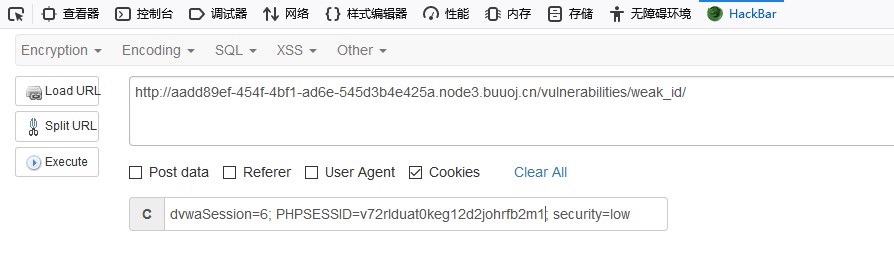 查看器 控制台 调试器 网络 样式编辑器 性能 内存 存储 无障碍环境 HackBar
Encryption Encoding SQL XSS Other
Load URL
http://aadd89ef-454f-4bf1-ad6e-545d3b4e425a.node3.buuoj.cn/vulnerabilities/weak_id/
Split URL
Execute
Post data Referer User Agent Cookies Clear All
C dvwaSession=6; PHPSESSID=v72rlduat0keg12d2johrfb2m1; security=low